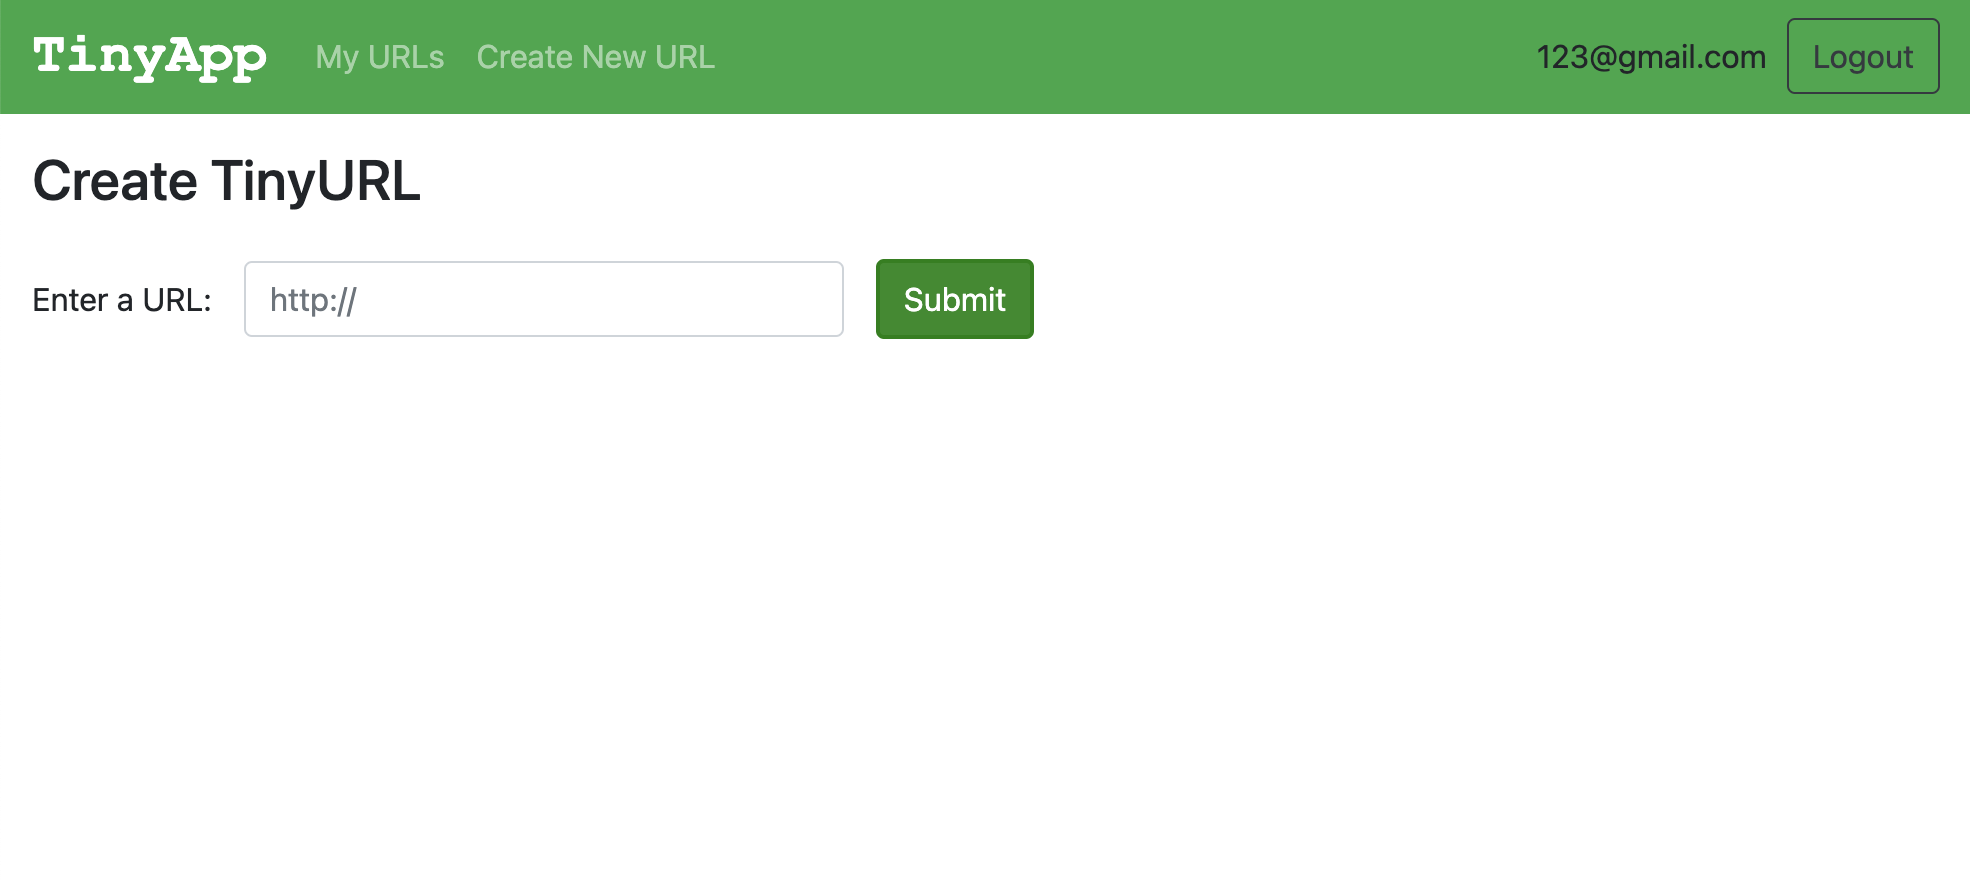 TinyApp My URLs Create New URL 123@gmail.com Logout
Create TinyURL
Enter a URL: http:// Submit